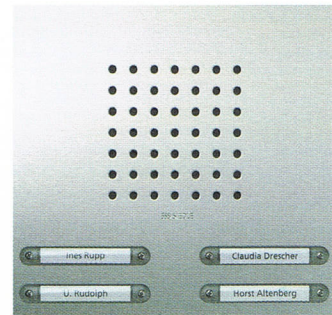 Ines Rupp
Claudia Drescher
U. Rudolph
Horst Altenberg